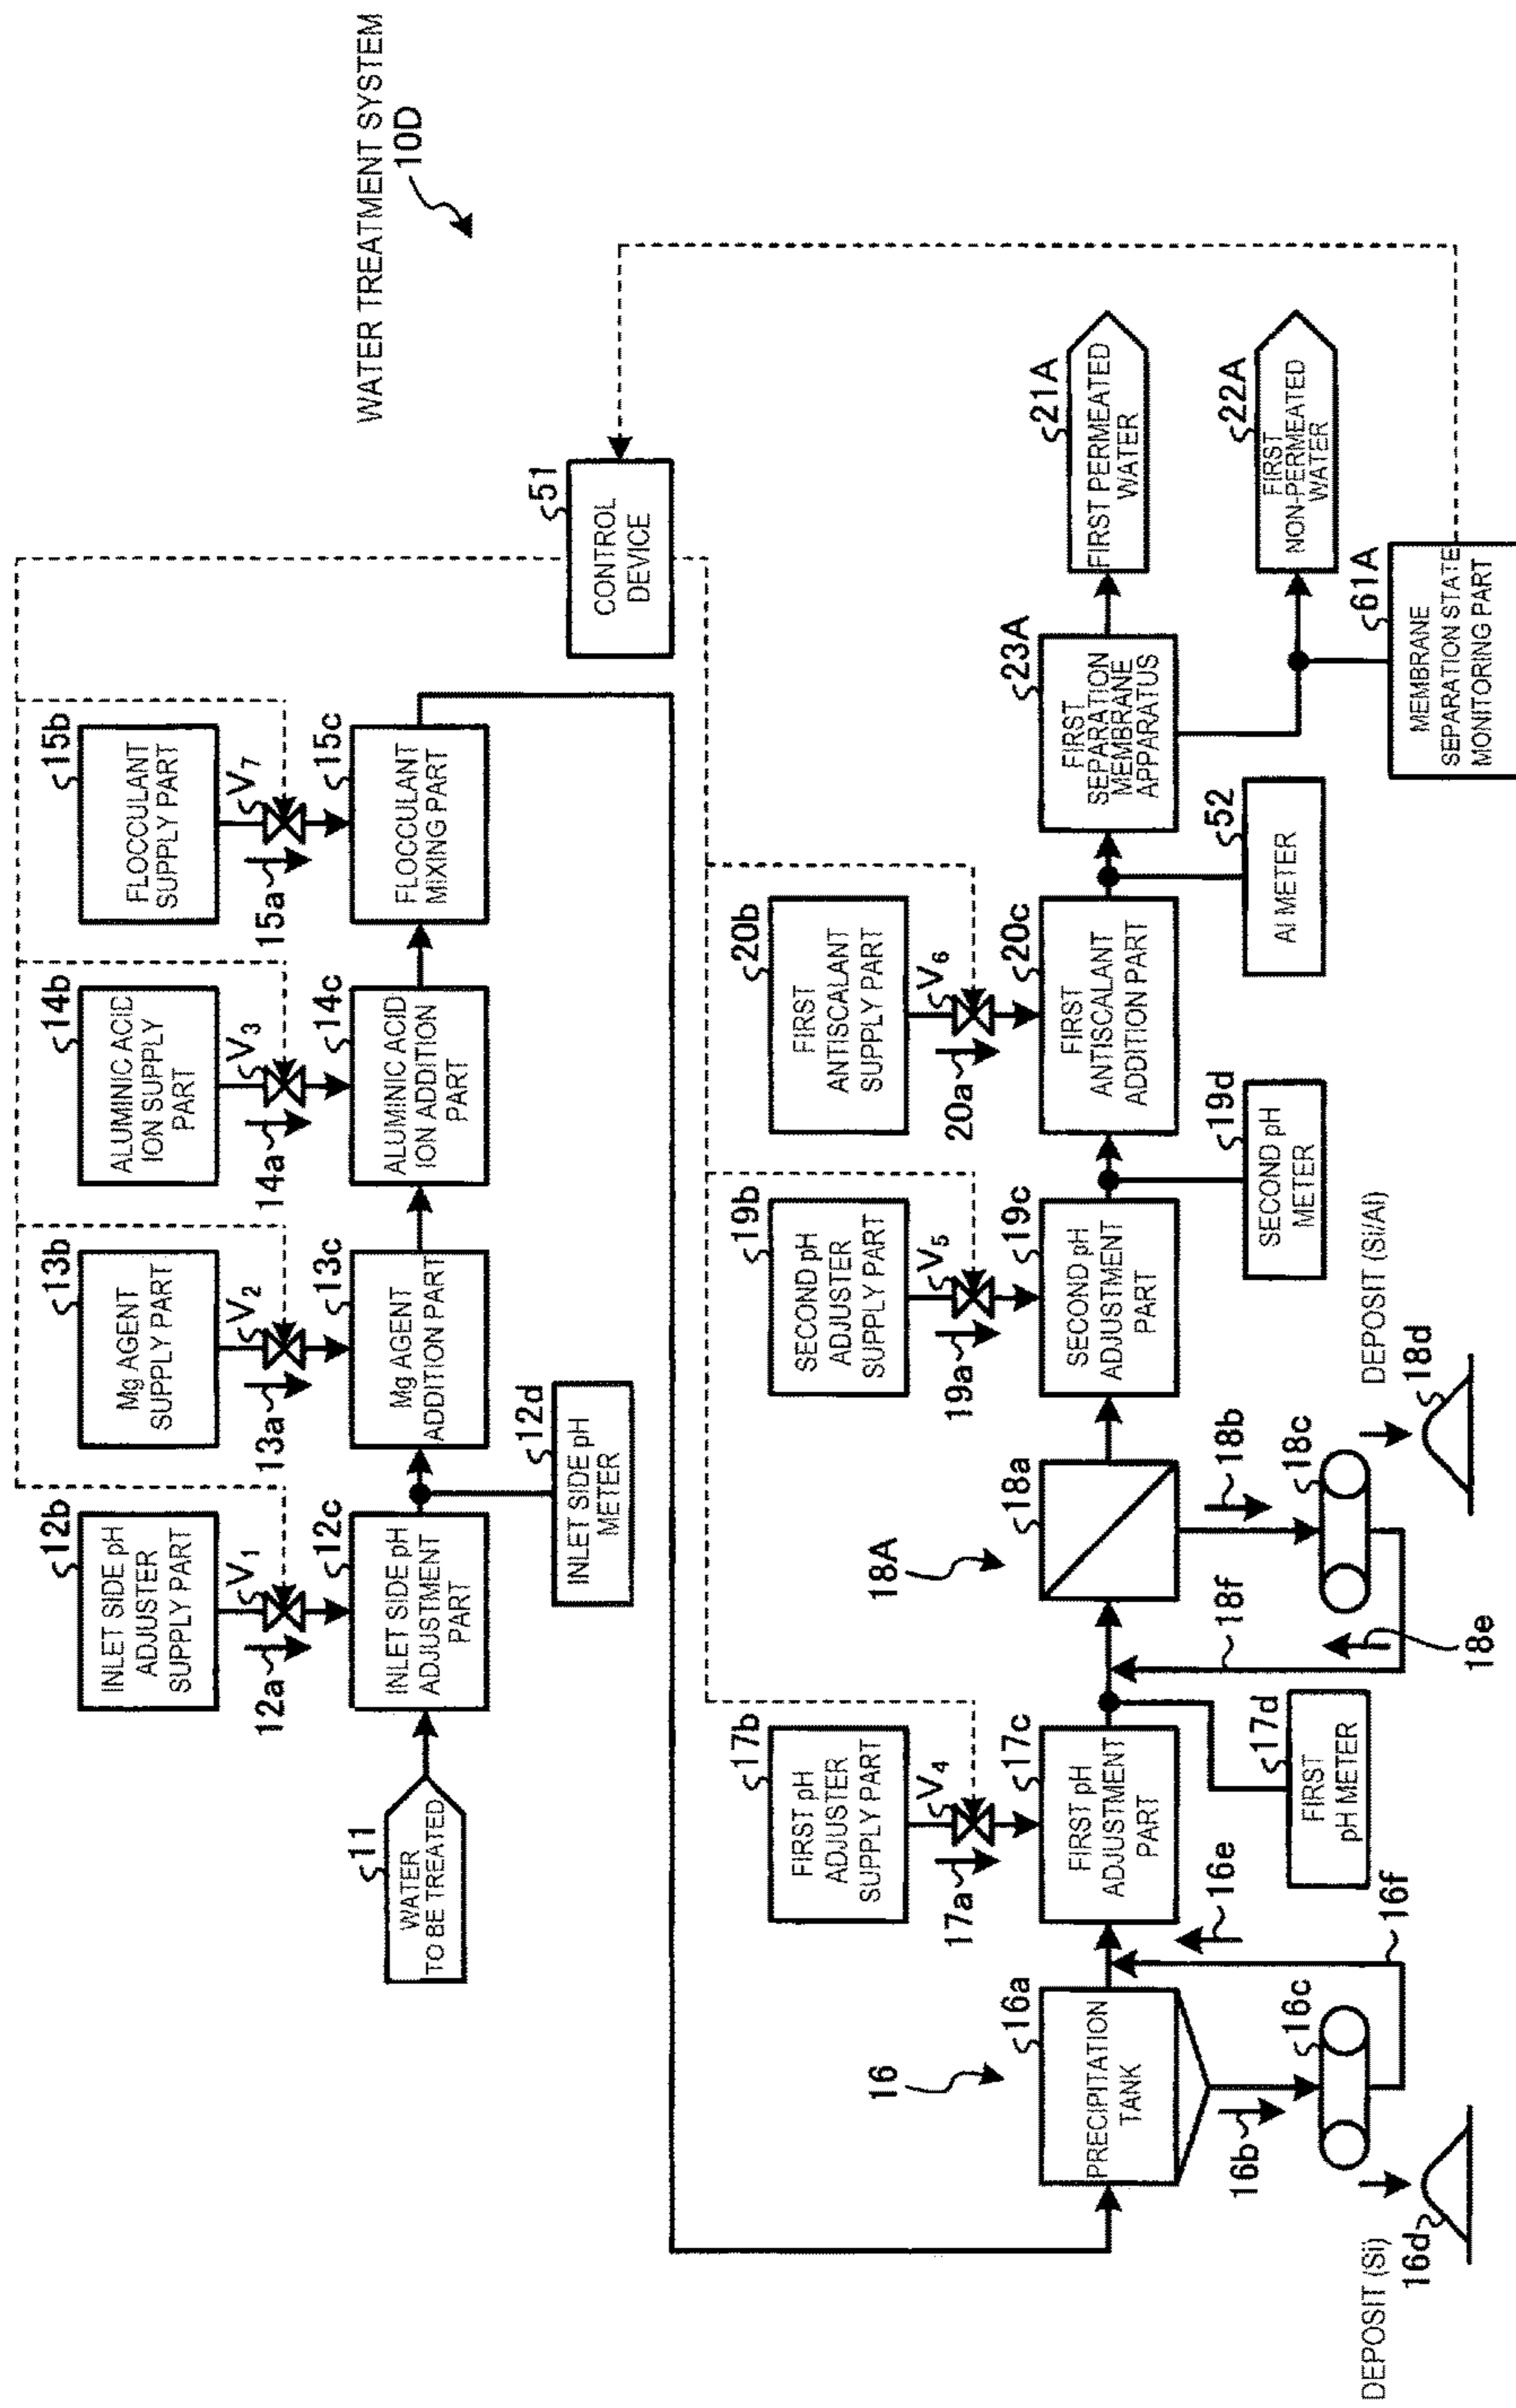 WATER TREATMENT SYSTEM
10D
12b
INLET SIDE pH
ADJUSTER
SUPPLY PART
13b
Mg AGENT
SUPPLY PART
14b
ALUMINIC ACID
ION SUPPLY
PART
15b
FLOCCULANT
SUPPLY PART
12a
V1
13a
V2
14a
V3
15a
V7
11
WATER
TO BE TREATED
12c
INLET SIDE pH
ADJUSTMENT
PART
13c
Mg AGENT
ADDITION PART
14c
ALUMINIC ACID
ION ADDITION
PART
15c
FLOCCULANT
MIXING PART
12d
INLET SIDE pH
METER
51
CONTROL
DEVICE
17b
FIRST pH
ADJUSTER
SUPPLY PART
19b
SECOND pH
ADJUSTER
SUPPLY PART
20b
FIRST
ANTISCALANT
SUPPLY PART
17a
V4
19a
V5
20a
V6
16
16a
PRECIPITATION
TANK
17c
FIRST pH
ADJUSTMENT
PART
18A
18a
19c
SECOND pH
ADJUSTMENT
PART
20c
FIRST
ANTISCALANT
ADDITION PART
23A
FIRST
SEPARATION
MEMBRANE
APPARATUS
21A
FIRST PERMEATED
WATER
16b
16e
18f
18b
22A
FIRST
NON-PERMEATED
WATER
16c
16f
17d
FIRST
pH METER
18e
18c
19d
SECOND pH
METER
52
Al METER
61A
MEMBRANE
SEPARATION STATE
MONITORING PART
DEPOSIT (Si)
16d
DEPOSIT (Si/Al)
18d